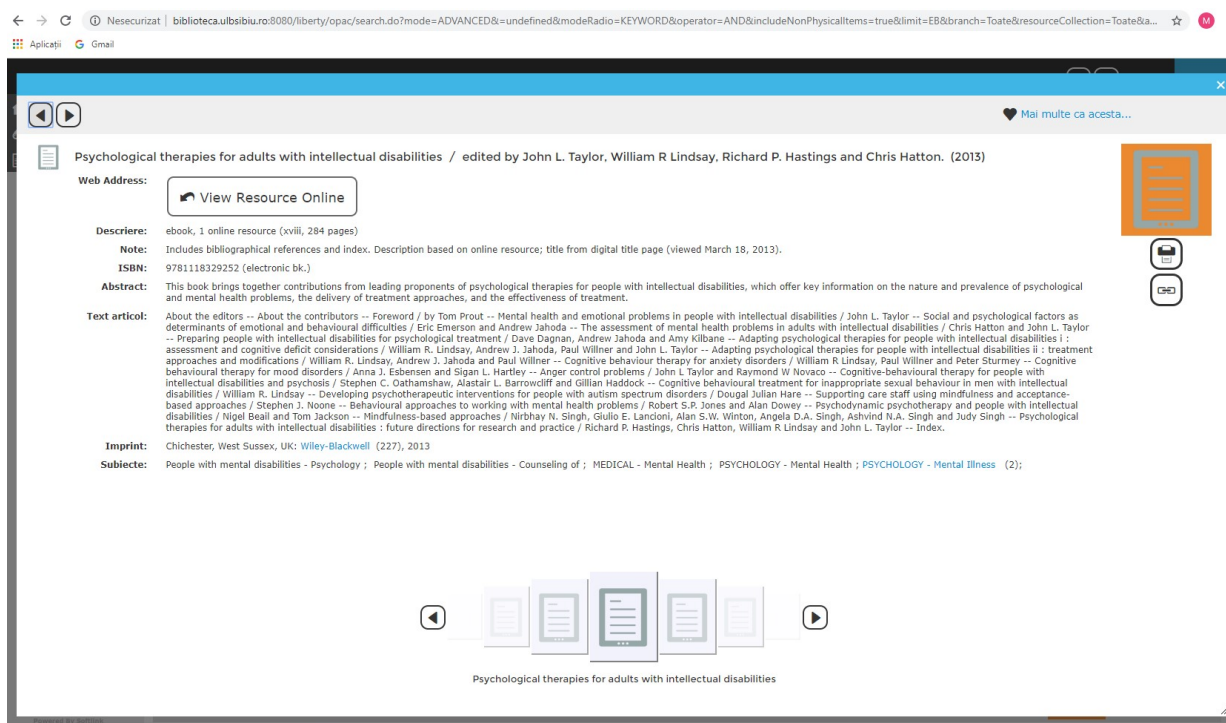 Nesecurizat | biblioteca.ulbsibiu.ro:8080/liberty/opac/search.do?mode=ADVANCED&=undefined&modeRadio=KEYWORD&operator=AND&includeNonPhysicalItems=true&limit=EB&branch=Toate&resourceCollection=Toate&a...
M
Aplicații G Gmail
Mai multe ca acesta...
Psychological therapies for adults with intellectual disabilities / edited by John L. Taylor, William R Lindsay, Richard P. Hastings and Chris Hatton. (2013)
Web Address:
View Resource Online
Descriere: ebook, 1 online resource (xviii, 284 pages)
Note: Includes bibliographical references and index. Description based on online resource; title from digital title page (viewed March 18, 2013).
ISBN: 9781118329252 (electronic bk.)
Abstract: This book brings together contributions from leading proponents of psychological therapies for people with intellectual disabilities, which offer key information on the nature and prevalence of psychological
and mental health problems, the delivery of treatment approaches, and the effectiveness of treatment.
Text articol: About the editors -- About the contributors -- Foreword / by Tom Prout -- Mental health and emotional problems in people with intellectual disabilities / John L. Taylor -- Social and psychological factors as
determinants of emotional and behavioural difficulties / Eric Emerson and Andrew Jahoda -- The assessment of mental health problems in adults with intellectual disabilities / Chris Hatton and John L. Taylor
-- Preparing people with intellectual disabilities for psychological treatment / Dave Dagnan, Andrew Jahoda and Amy Kilbane -- Adapting psychological therapies for people with intellectual disabilities i :
assessment and cognitive deficit considerations / William R. Lindsay, Andrew J. Jahoda, Paul Willner and John L. Taylor -- Adapting psychological therapies for people with intellectual disabilities ii : treatment
approaches and modifications / William R. Lindsay, Andrew J. Jahoda and Paul Willner -- Cognitive behaviour therapy for anxiety disorders / William R Lindsay, Paul Willner and Peter Sturmey -- Cognitive
behavioural therapy for mood disorders / Anna J. Esbensen and Sigan L. Hartley -- Anger control problems / John L Taylor and Raymond W Novaco -- Cognitive-behavioural therapy for people with
intellectual disabilities and psychosis / Stephen C. Oathamshaw, Alastair L. Barrowcliff and Gillian Haddock -- Cognitive behavioural treatment for inappropriate sexual behaviour in men with intellectual
disabilities / William R. Lindsay -- Developing psychotherapeutic interventions for people with autism spectrum disorders / Dougal Julian Hare -- Supporting care staff using mindfulness and acceptance-
based approaches / Stephen J. Noone -- Behavioural approaches to working with mental health problems / Robert S.P. Jones and Alan Dowey -- Psychodynamic psychotherapy and people with intellectual
disabilities / Nigel Beail and Tom Jackson -- Mindfulness-based approaches / Nirbhay N. Singh, Giulio E. Lancioni, Alan S.W. Winton, Angela D.A. Singh, Ashvind N.A. Singh and Judy Singh -- Psychological
therapies for adults with intellectual disabilities : future directions for research and practice / Richard P. Hastings, Chris Hatton, William R Lindsay and John L. Taylor -- Index.
Imprint: Chichester, West Sussex, UK: Wiley-Blackwell (227), 2013
Subiecte: People with mental disabilities - Psychology ; People with mental disabilities - Counseling of ; MEDICAL - Mental Health ; PSYCHOLOGY - Mental Health ; PSYCHOLOGY - Mental Illness (2);
Psychological therapies for adults with intellectual disabilities